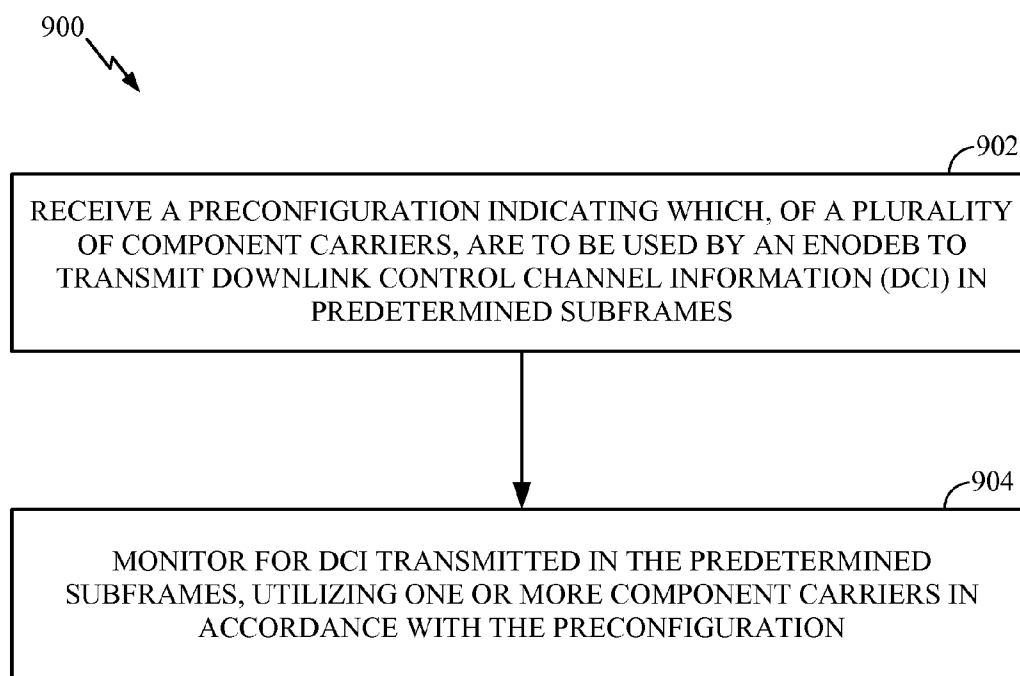 900
902
RECEIVE A PRECONFIGURATION INDICATING WHICH, OF A PLURALITY
OF COMPONENT CARRIERS, ARE TO BE USED BY AN ENODEB TO
TRANSMIT DOWNLINK CONTROL CHANNEL INFORMATION (DCI) IN
PREDETERMINED SUBFRAMES
904
MONITOR FOR DCI TRANSMITTED IN THE PREDETERMINED
SUBFRAMES, UTILIZING ONE OR MORE COMPONENT CARRIERS IN
ACCORDANCE WITH THE PRECONFIGURATION